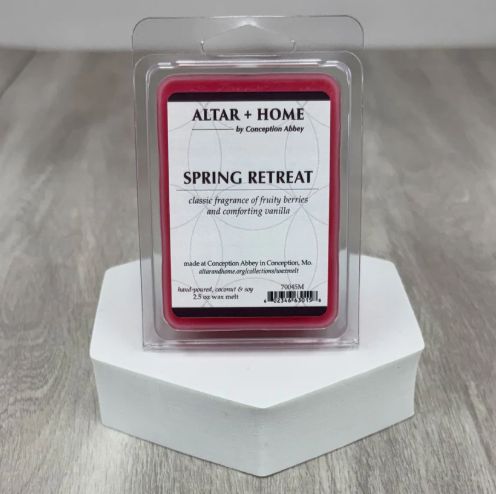 ALTAR + HOME
by Conception Abbey
SPRING RETREAT
classic fragrance of fruity berries
and comforting vanilla
made at Conception Abbey in Conception, Mo.
altarandhome.org/collections/waxmelt
hand-poured, coconut & soy
2.5 oz wax melt
70045M